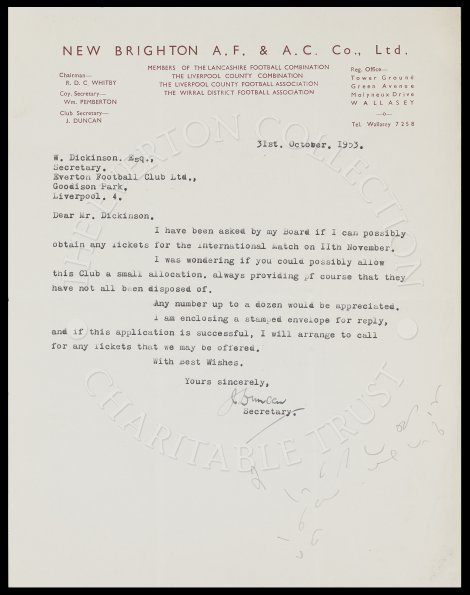 NEW BRIGHTON A.F. & A.C. Co., Ltd.
MEMBERS OF THE LANCASHIRE FOOTBALL COMBINATION
THE LIVERPOOL COUNTY COMBINATION
THE LIVERPOOL COUNTY FOOTBALL ASSOCIATION
THE WIRRAL DISTRICT FOOTBALL ASSOCIATION
Chairman—
R. D. C. WHITBY
Coy. Secretary—
Wm. PEMBERTON
Club Secretary—
J. DUNCAN
Reg. Office—
Tower Ground
Green Avenue
Molyneux Drive
WALLASEY
—o—
Tel. Wallasey 7258
31st. October. 1953.
W. Dickinson. Esq.,
Secretary.
Everton Football Club Ltd.,
Goodison Park.
Liverpool. 4.
Dear Mr. Dickinson.
I have been asked by my Board if I can possibly
obtain any Tickets for the International Match on 11th November.
I was wondering if you could possibly allow
this Club a small allocation. always providing of course that they
have not all been disposed of.
Any number up to a dozen would be appreciated.
I am enclosing a stamped envelope for reply,
and if this application is successful, I will arrange to call
for any Tickets that we may be offered.
With Best Wishes.
Yours sincerely,
J. Duncan
Secretary.
THE EVERTON COLLECTION
CHARITABLE TRUST